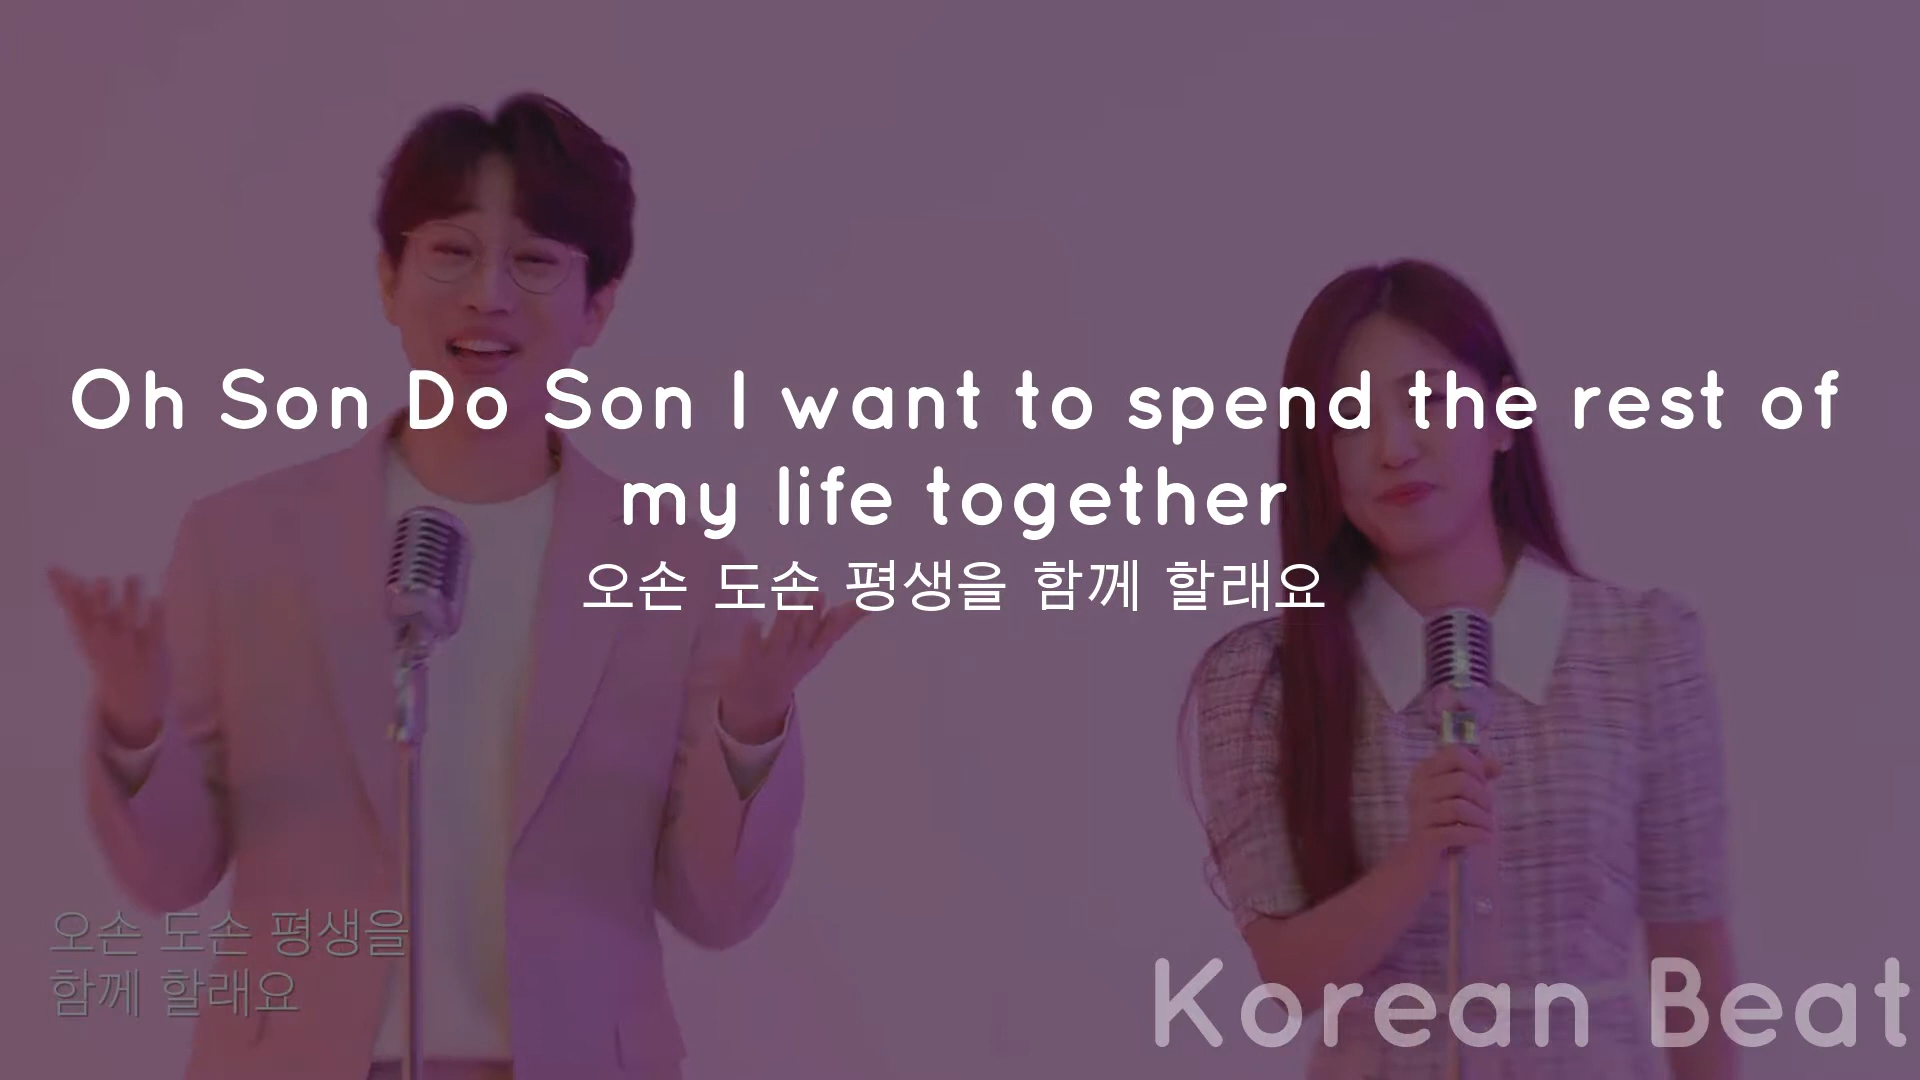 Oh Son Do Son I want to spend the rest of
my life together
오손 도손 평생을 함께 할래요
오손 도손 평생을
함께 할래요
Korean Beat